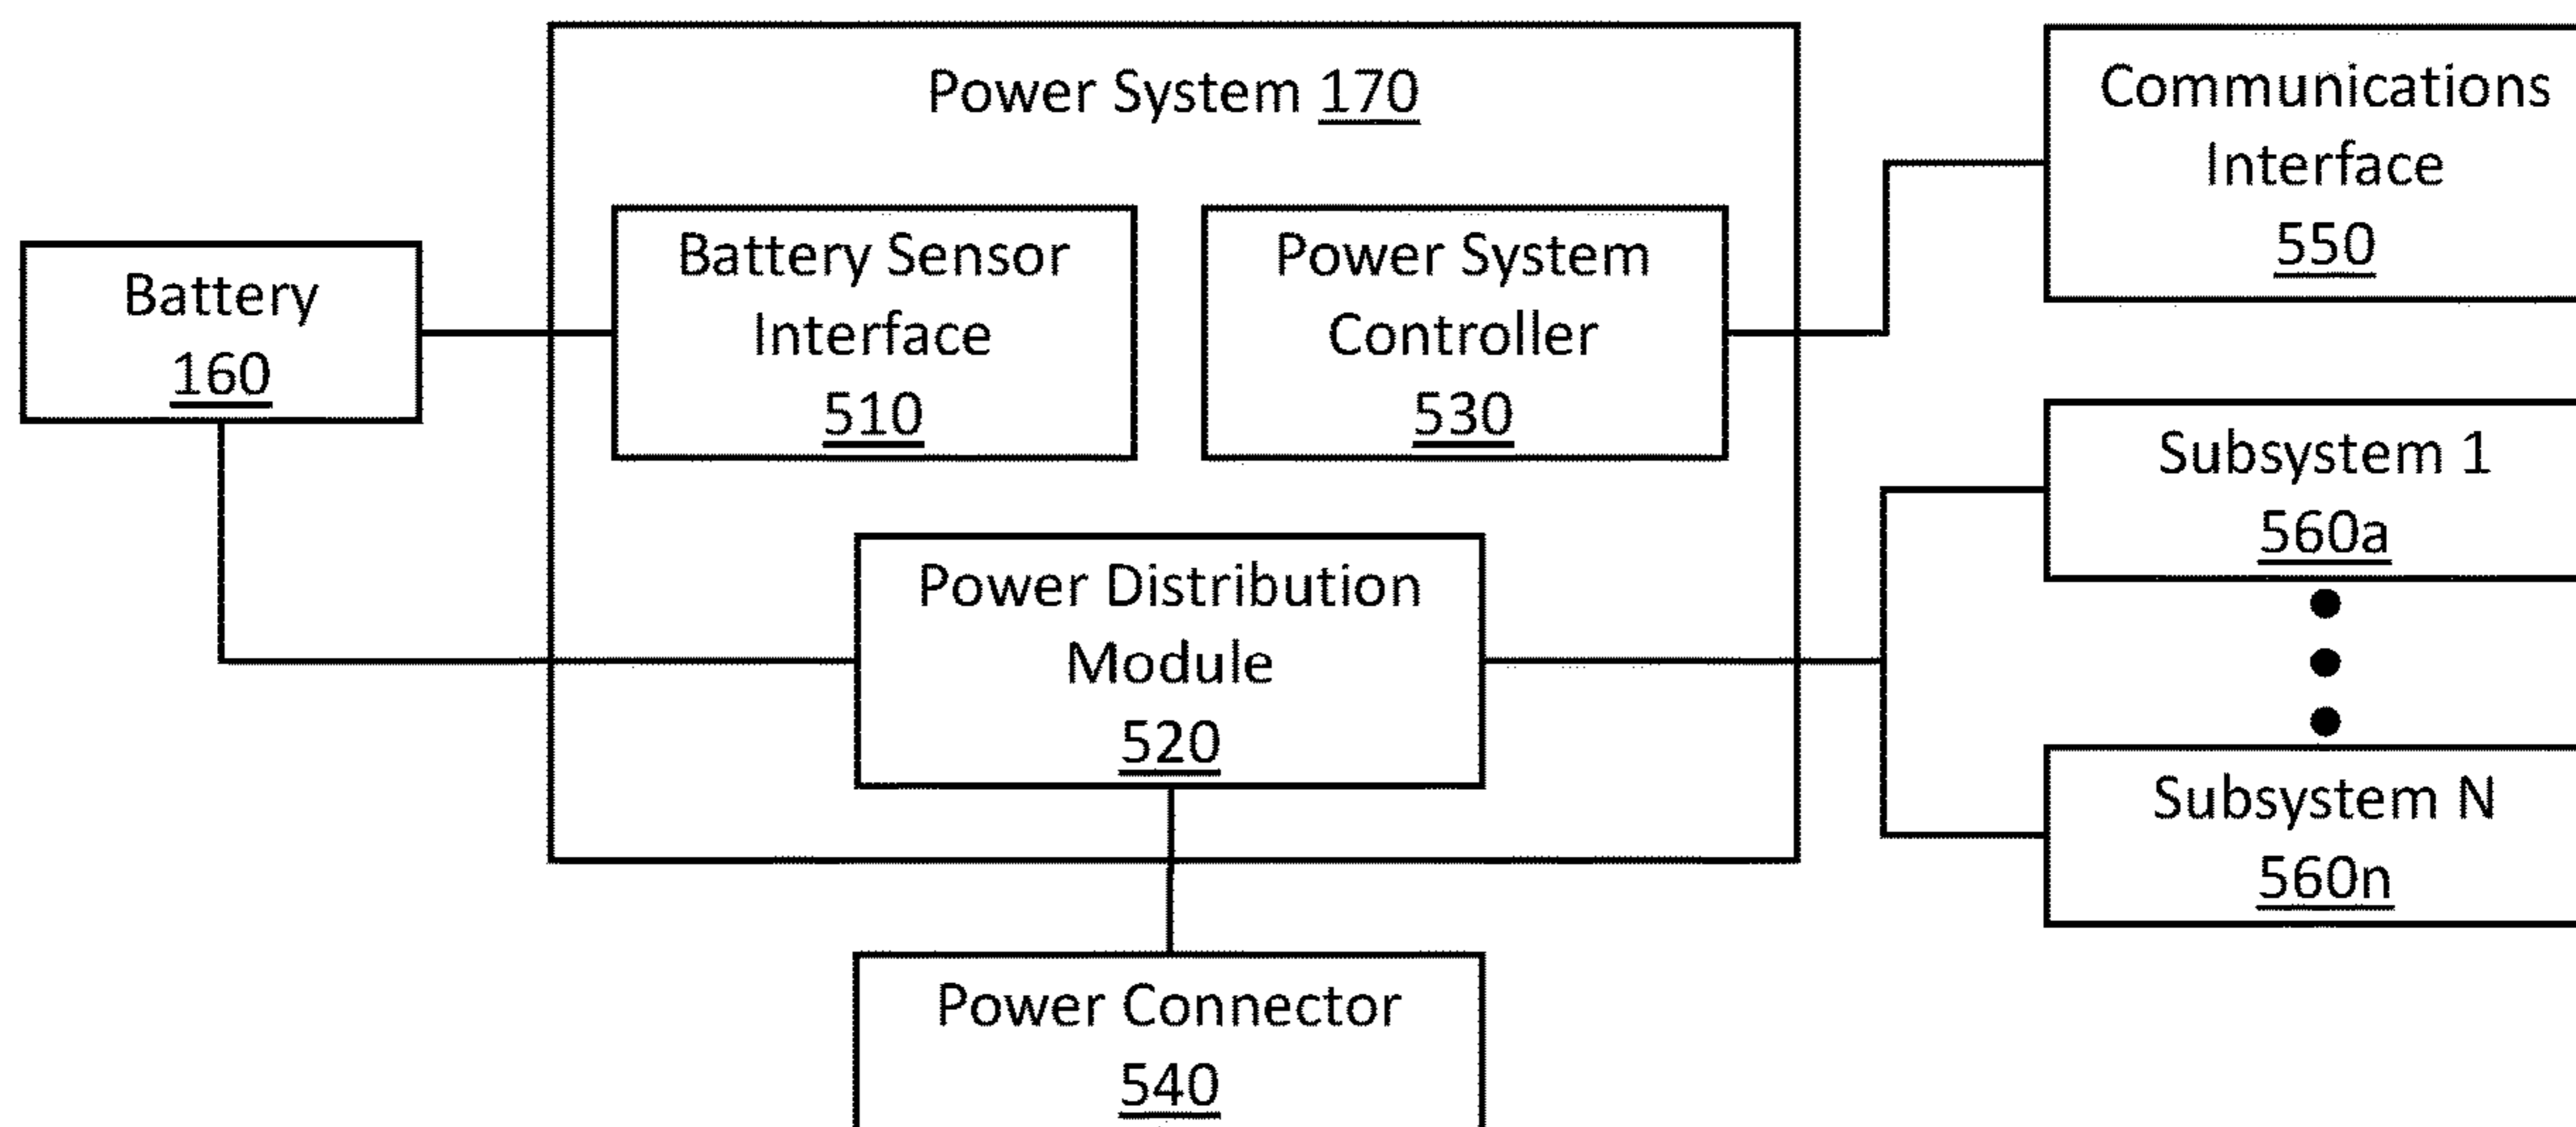 Power System 170
Communications
Interface
550
Battery
160
Battery Sensor
Interface
510
Power System
Controller
530
Subsystem 1
560a
Power Distribution
Module
520
Subsystem N
560n
Power Connector
540